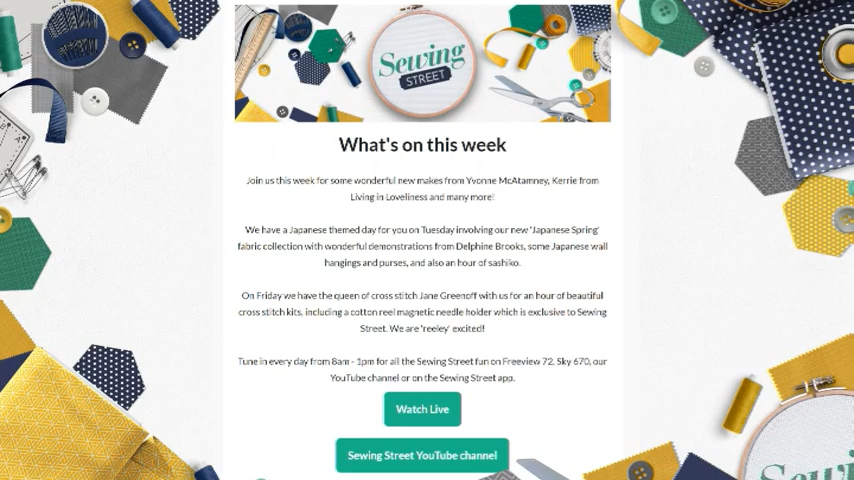 Sewing
STREET
What's on this week
Join us this week for some wonderful new makes from Yvonne McAtamney, Kerrie from
Living in Loveliness and many more!
We have a Japanese themed day for you on Tuesday involving our new 'Japanese Spring'
fabric collection with wonderful demonstrations from Delphine Brooks, some Japanese wall
hangings and purses, and also an hour of sashiko.
On Friday we have the queen of cross stitch Jane Greenoff with us for an hour of beautiful
cross stitch kits, including a cotton reel magnetic needle holder which is exclusive to Sewing
Street. We are 'reeley' excited!
Tune in every day from 8am - 1pm for all the Sewing Street fun on Freeview 72, Sky 670, our
YouTube channel or on the Sewing Street app.
Watch Live
Sewing Street YouTube channel